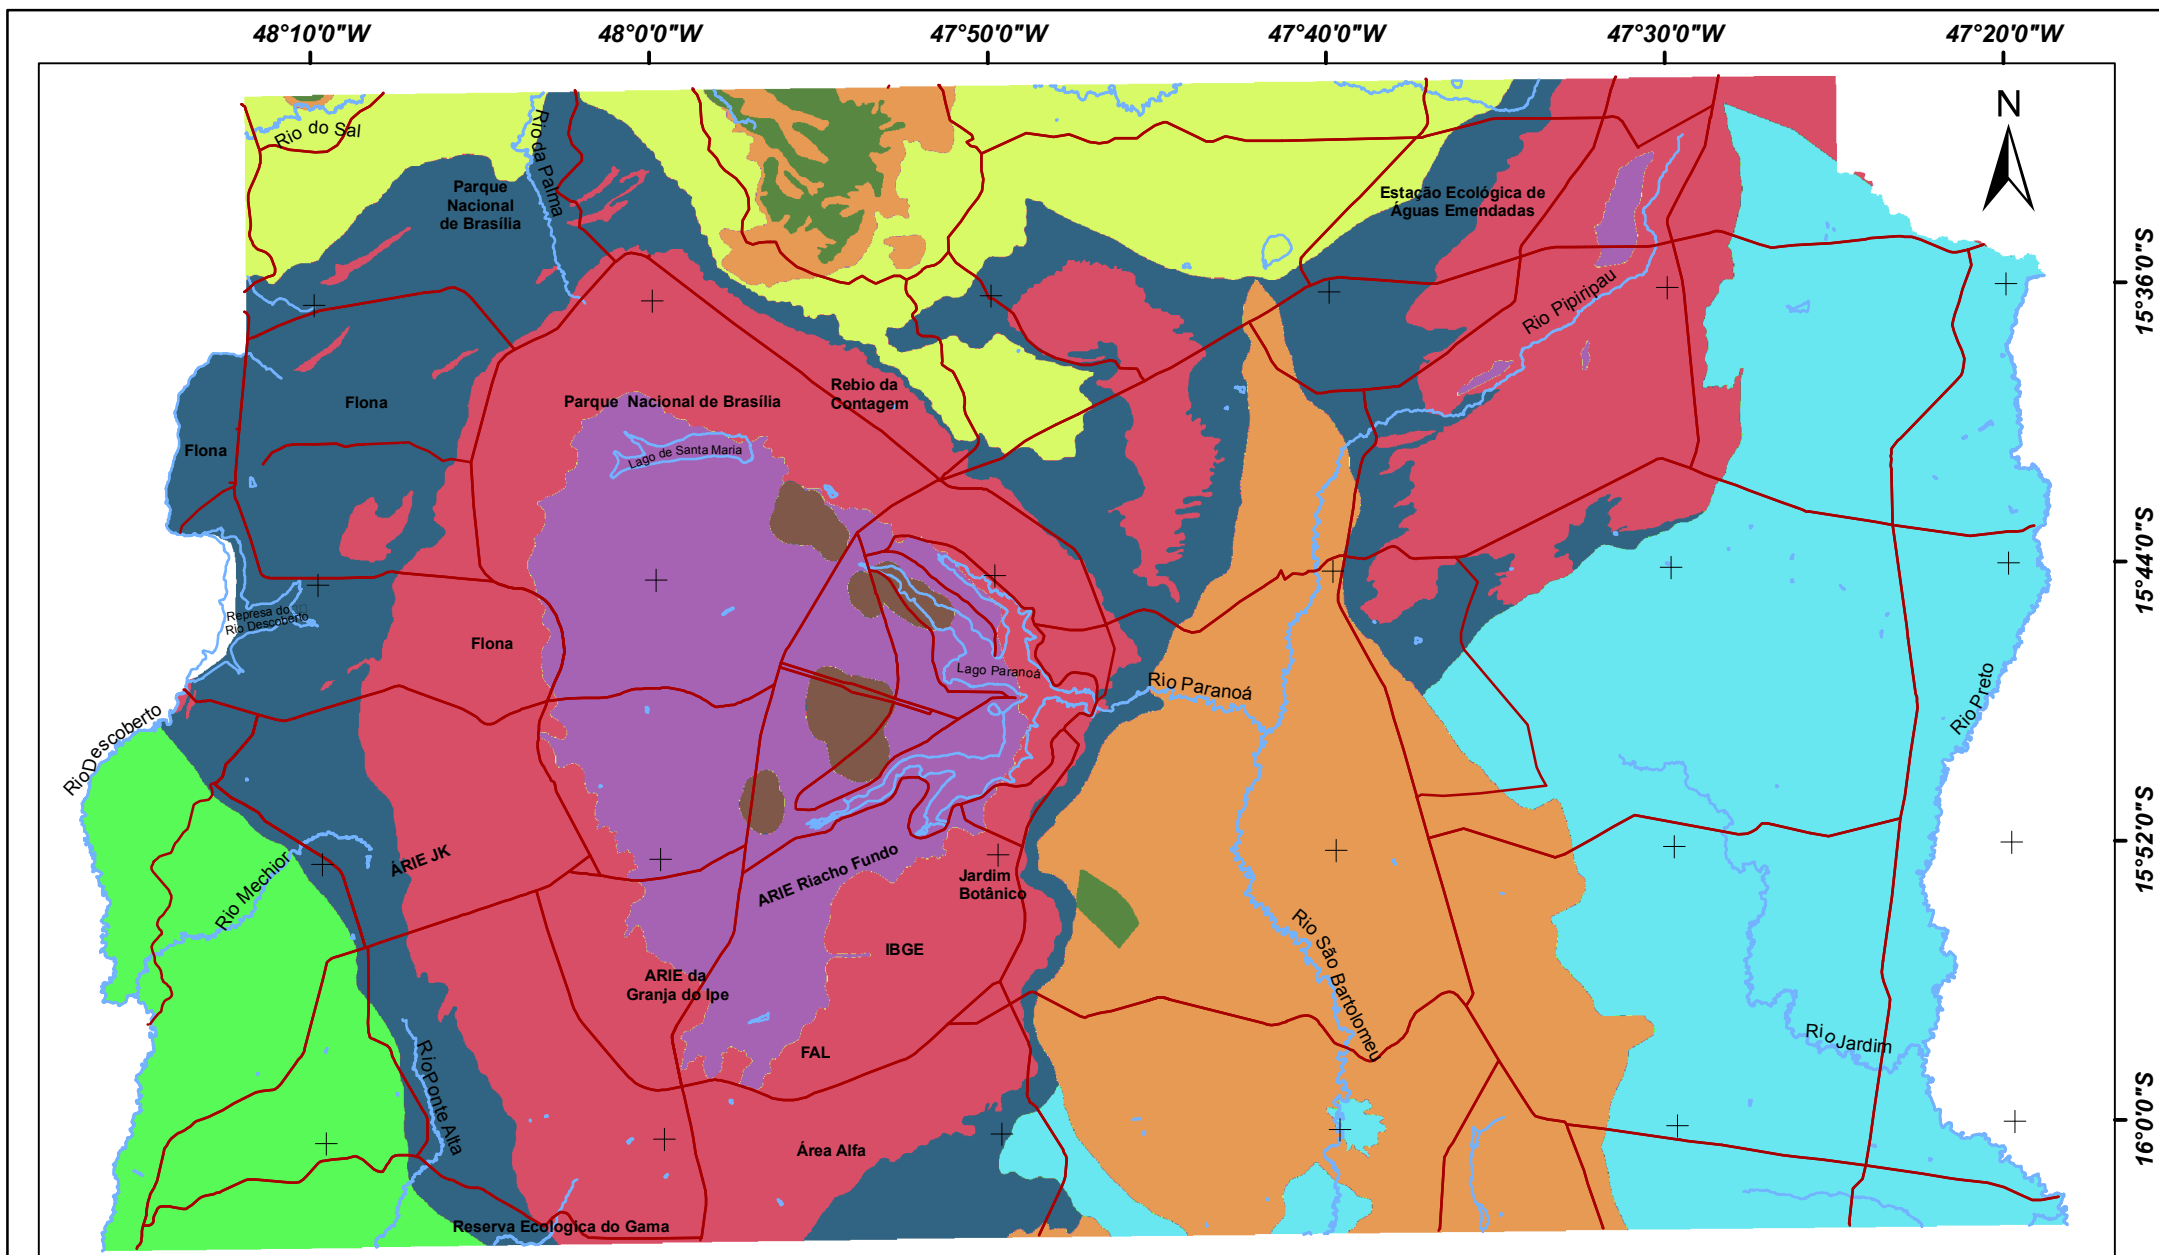 48°10'0"W
48°0'0"W
47°50'0"W
47°40'0"W
47°30'0"W
47°20'0"W
N
Rio do Sal
Rio da Palma
Parque
Nacional
de Brasília
Estação Ecológica de
Águas Emendadas
15°36'0"S
Rio Pipiripau
Flona
Parque Nacional de Brasília
Rebio da
Contagem
Flona
Lago de Santa Maria
15°44'0"S
Represa do
Rio Descoberto
Flona
Lago Paranoá
Rio Paranoá
Rio Preto
Rio Descoberto
15°52'0"S
ÁRIE JK
Rio Mechior
ARIE Riacho Fundo
Jardim
Botânico
IBGE
Rio São Bartolomeu
ARIE da
Granja do Ipe
Rio Jardim
FAL
Rio Ponte Alta
16°0'0"S
Área Alfa
Reserva Ecologica do Gama